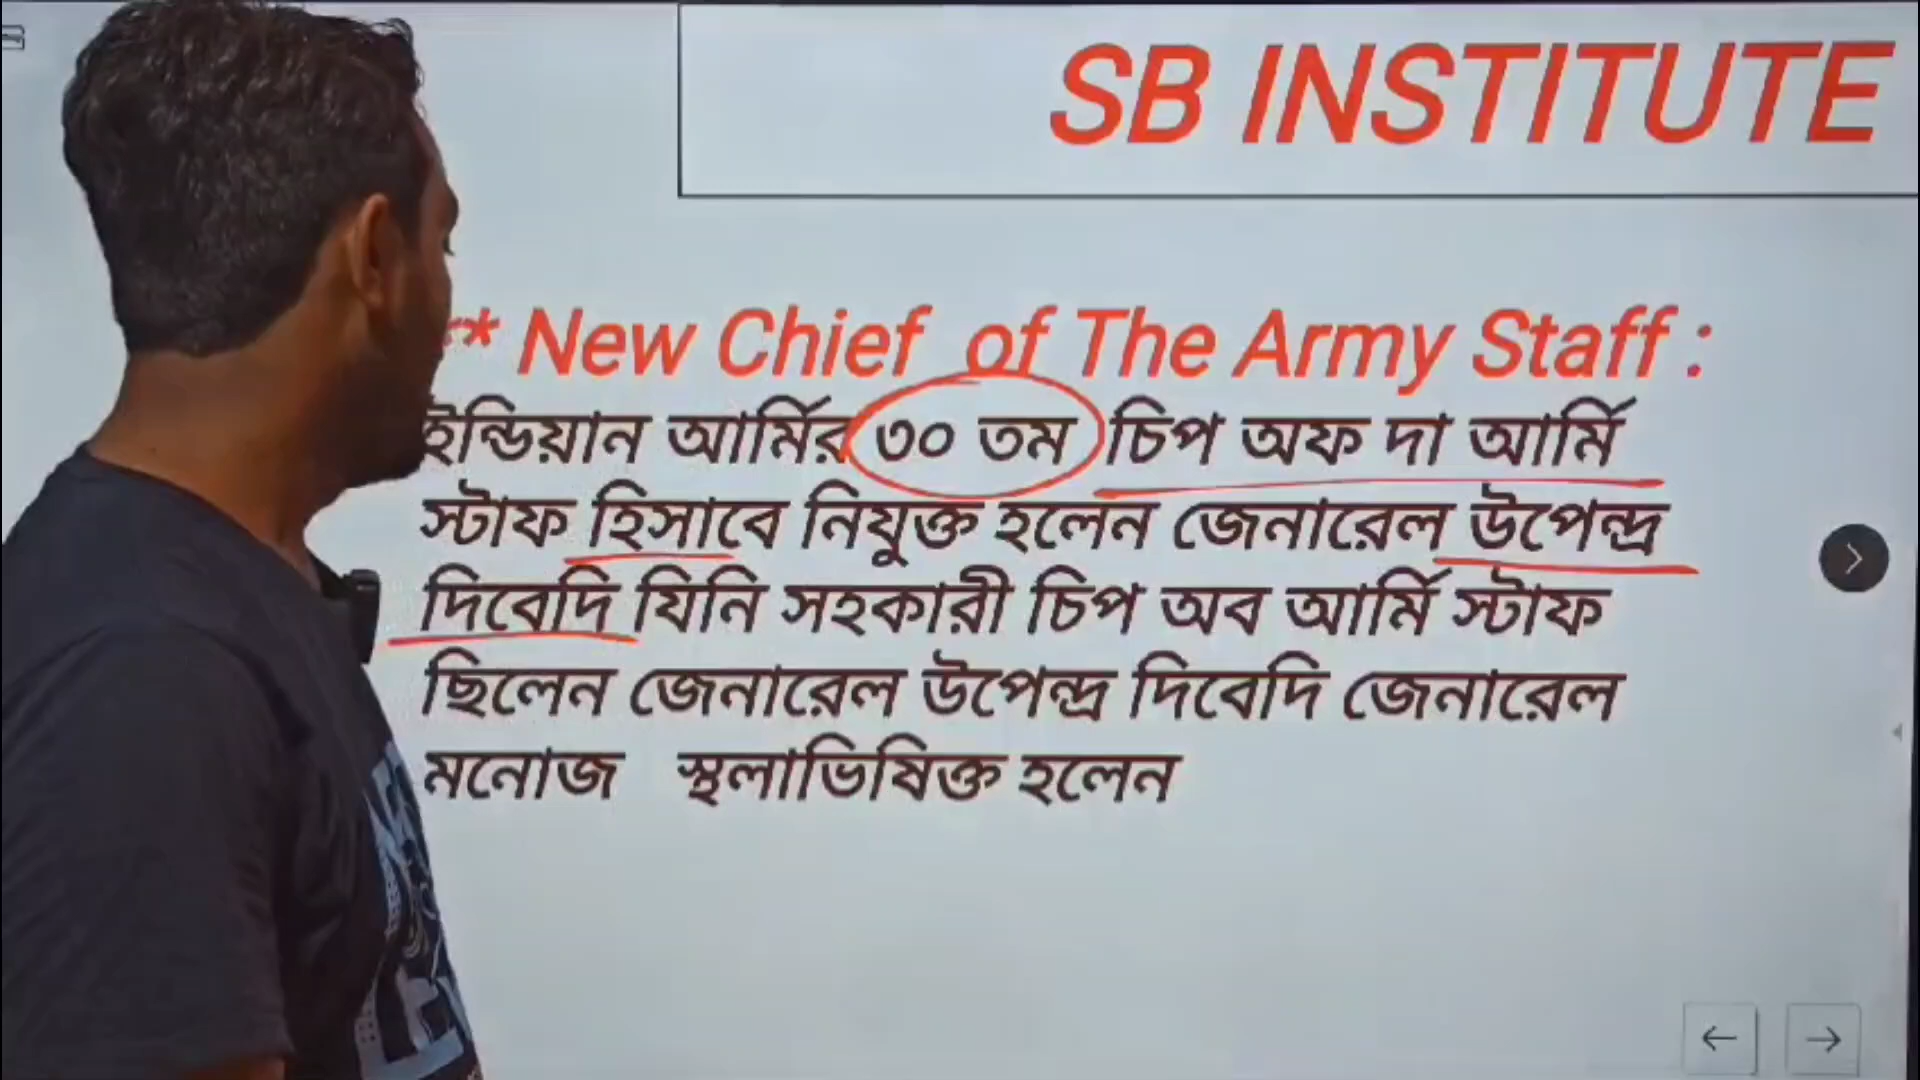 SB INSTITUTE
* New Chief of The Army Staff :
ইন্ডিয়ান আর্মির ৩০ তম চিপ অফ দা আর্মি
স্টাফ হিসাবে নিযুক্ত হলেন জেনারেল উপেন্দ্র
দিবেদি যিনি সহকারী চিপ অব আর্মি স্টাফ
ছিলেন জেনারেল উপেন্দ্র দিবেদি জেনারেল
মনোজ স্থলাভিষিক্ত হলেন